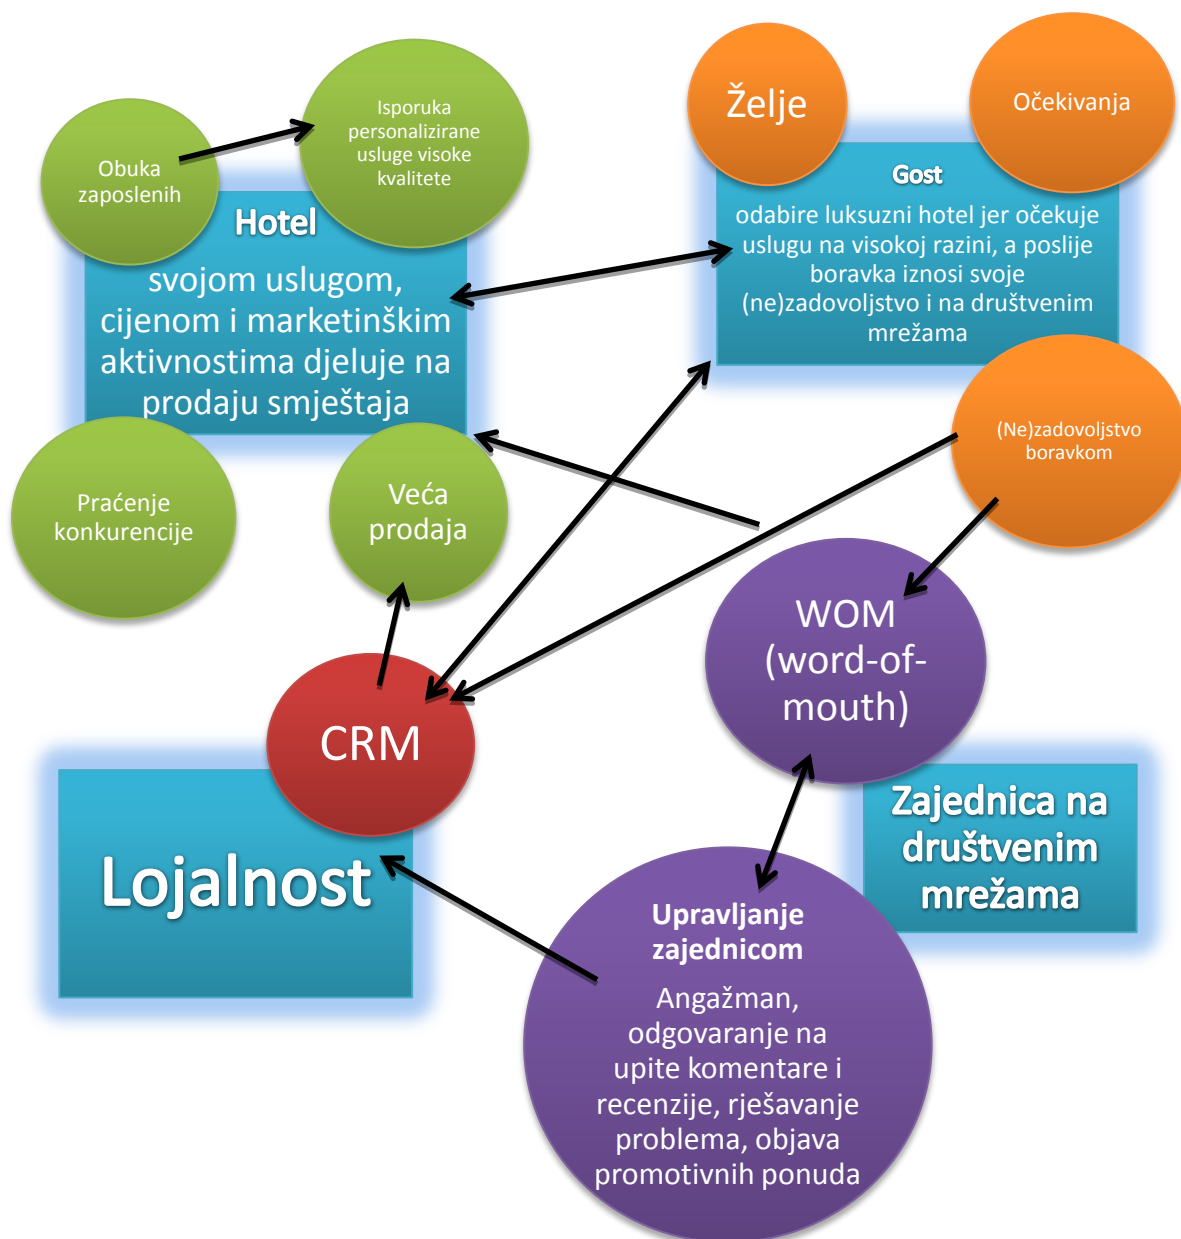 Obuka
zaposlenih
Isporuka
personalizirane
usluge visoke
kvalitete
Hotel
svojom uslugom,
cijenom i marketinškim
aktivnostima djeluje na
prodaju smještaja
Praćenje
konkurencije
Veća
prodaja
Želje
Očekivanja
Gost
odabire luksuzni hotel jer očekuje
uslugu na visokoj razini, a poslije
boravka iznosi svoje
(ne)zadovoljstvo i na društvenim
mrežama
(Ne)zadovoljstvo
boravkom
CRM
Lojalnost
WOM
(word-of-
mouth)
Zajednica na
društvenim
mrežama
Upravljanje
zajednicom
Angažman,
odgovaranje na
upite komentare i
recenzije, rješavanje
problema, objava
promotivnih ponuda